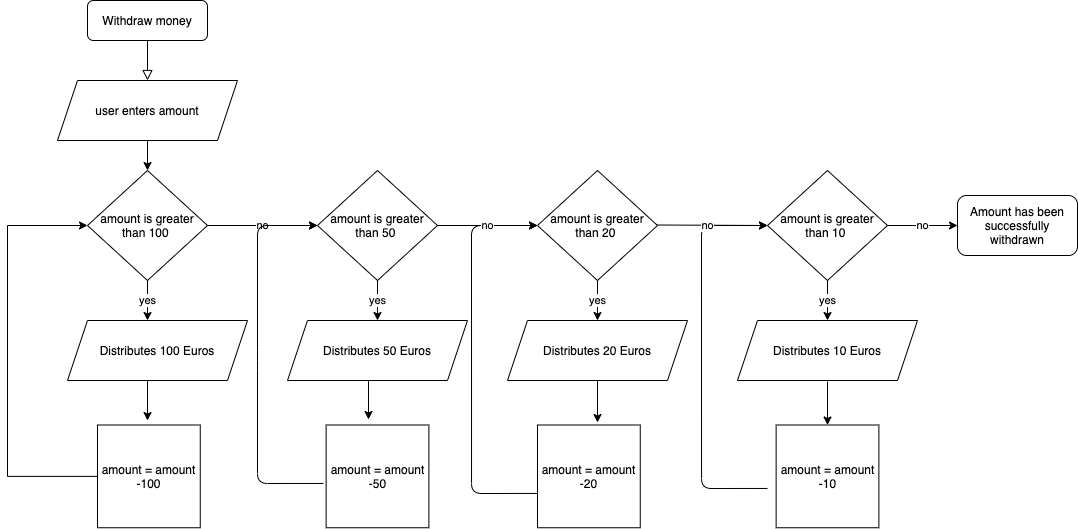 Withdraw money
user enters amount
amount is greater
than 100
no
amount is greater
than 50
no
amount is greater
than 20
no
amount is greater
than 10
no
Amount has been
successfully
withdrawn
yes
yes
yes
yes
Distributes 100 Euros
Distributes 50 Euros
Distributes 20 Euros
Distributes 10 Euros
amount = amount
-100
amount = amount
-50
amount = amount
-20
amount = amount
-10